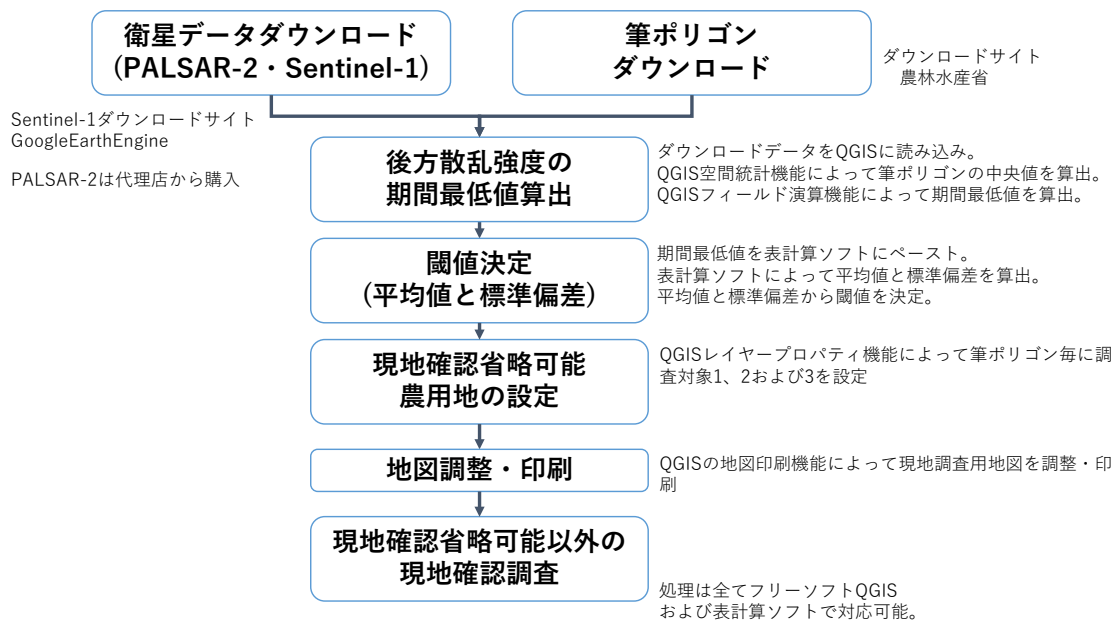 衛星データダウンロード
(PALSAR-2・Sentinel-1)
筆ポリゴン
ダウンロード
ダウンロードサイト
農林水産省
Sentinel-1ダウンロードサイト
GoogleEarthEngine
PALSAR-2は代理店から購入
後方散乱強度の
期間最低値算出
ダウンロードデータをQGISに読み込み。
QGIS空間統計機能によって筆ポリゴンの中央値を算出。
QGISフィールド演算機能によって期間最低値を算出。
閾値決定
(平均値と標準偏差)
期間最低値を表計算ソフトにペースト。
表計算ソフトによって平均値と標準偏差を算出。
平均値と標準偏差から閾値を決定。
現地確認省略可能
農用地の設定
QGISレイヤープロパティ機能によって筆ポリゴン毎に調
査対象1、2および3を設定
地図調整・印刷
QGISの地図印刷機能によって現地調査用地図を調整・印
刷
現地確認省略可能以外の
現地確認調査
処理は全てフリーソフトQGIS
および表計算ソフトで対応可能。